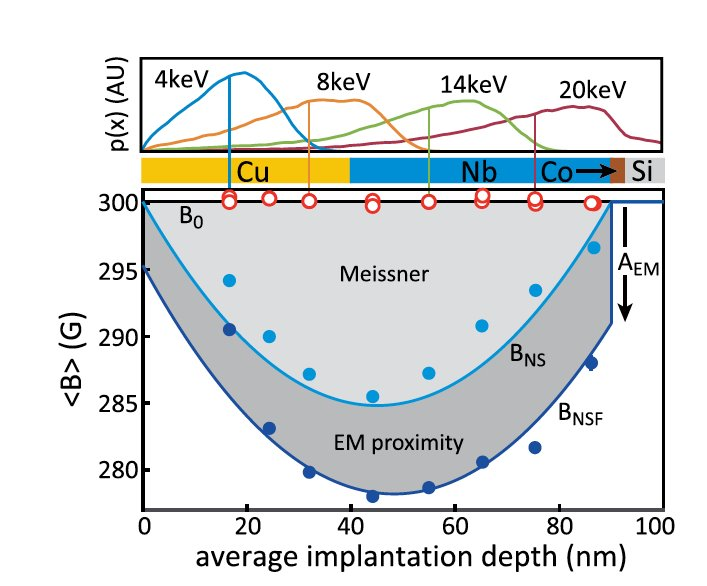 p(x) (AU)
4keV 8keV 14keV 20keV
Cu Nb Co Si
<B> (G)
300
295
290
285
280
B0
Meissner
AEM
BNS
BNSF
EM proximity
0 20 40 60 80 100
average implantation depth (nm)